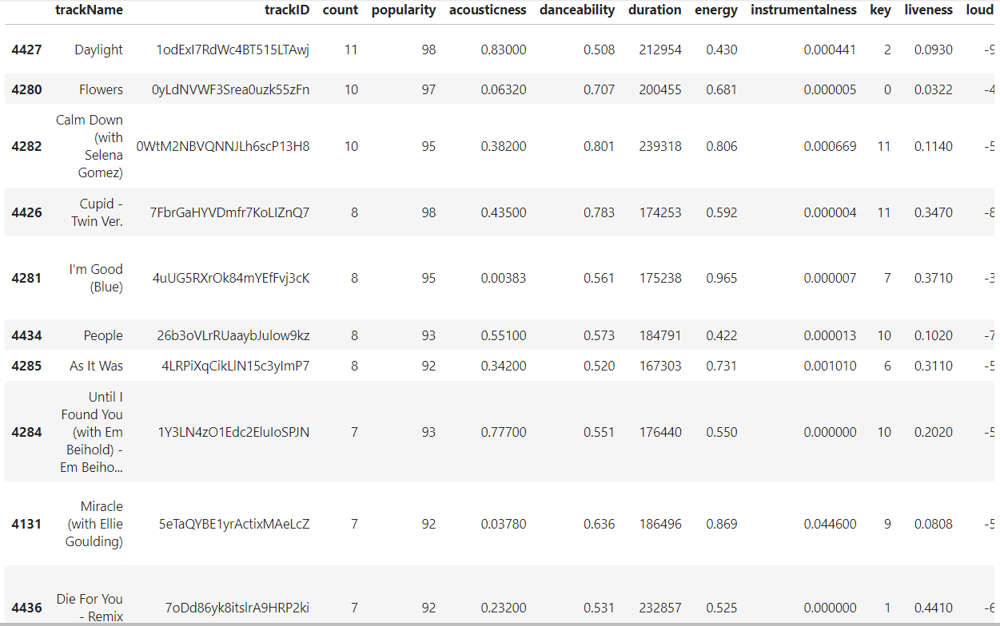 trackName trackID count popularity acousticness danceability duration energy instrumentalness key liveness loud
4427 Daylight 1odExI7RdWc4BT515LTAwj 11 98 0.83000 0.508 212954 0.430 0.000441 2 0.0930 -9
4280 Flowers 0yLdNVWF3Srea0uzk55zFn 10 97 0.06320 0.707 200455 0.681 0.000005 0 0.0322 -4
Calm Down
(with
4282 0WtM2NBVQNNJLh6scP13H8 10 95 0.38200 0.801 239318 0.806 0.000669 11 0.1140 -5
Selena
Gomez)
Cupid -
4426 7FbrGaHYVDmfr7KoLIZnQ7 8 98 0.43500 0.783 174253 0.592 0.000004 11 0.3470 -8
Twin Ver.
I'm Good
4281 4uUG5RXrOk84mYEfFvj3cK 8 95 0.00383 0.561 175238 0.965 0.000007 7 0.3710 -3
(Blue)
4434 People 26b3oVLrRUaaybJulow9kz 8 93 0.55100 0.573 184791 0.422 0.000013 10 0.1020 -7
4285 As It Was 4LRPiXqCikLlN15c3yImP7 8 92 0.34200 0.520 167303 0.731 0.001010 6 0.3110 -5
Until I
Found You
4284 (with Em 1Y3LN4zO1Edc2EluIoSPJN 7 93 0.77700 0.551 176440 0.550 0.000000 10 0.2020 -5
Beihold) -
Em Beiho...
Miracle
4131 (with Ellie 5eTaQYBE1yrActixMAeLcZ 7 92 0.03780 0.636 186496 0.869 0.044600 9 0.0808 -5
Goulding)
Die For You
4436 7oDd86yk8itslrA9HRP2ki 7 92 0.23200 0.531 232857 0.525 0.000000 1 0.4410 -6
- Remix